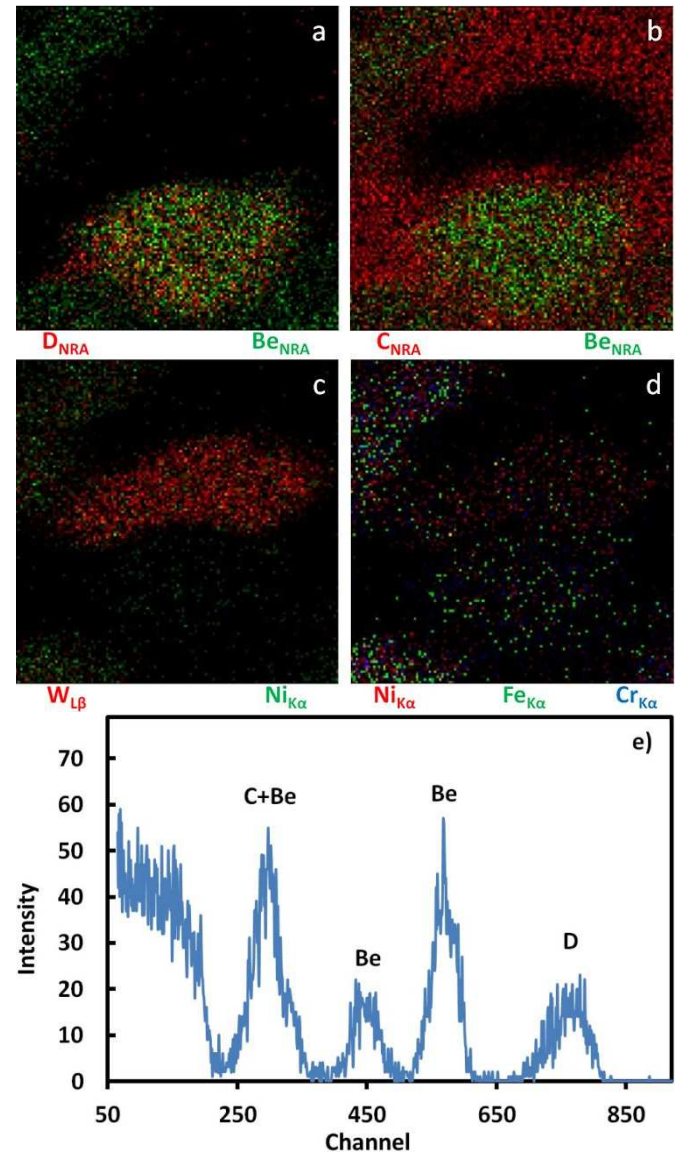 a
b
D_NRA Be_NRA C_NRA Be_NRA
c
d
W_Lβ Ni_Kα Ni_Kα Fe_Kα Cr_Kα
e)
70
60
50
40
30
20
10
0
Intensity
C+Be
Be
Be
D
50 250 450 650 850
Channel